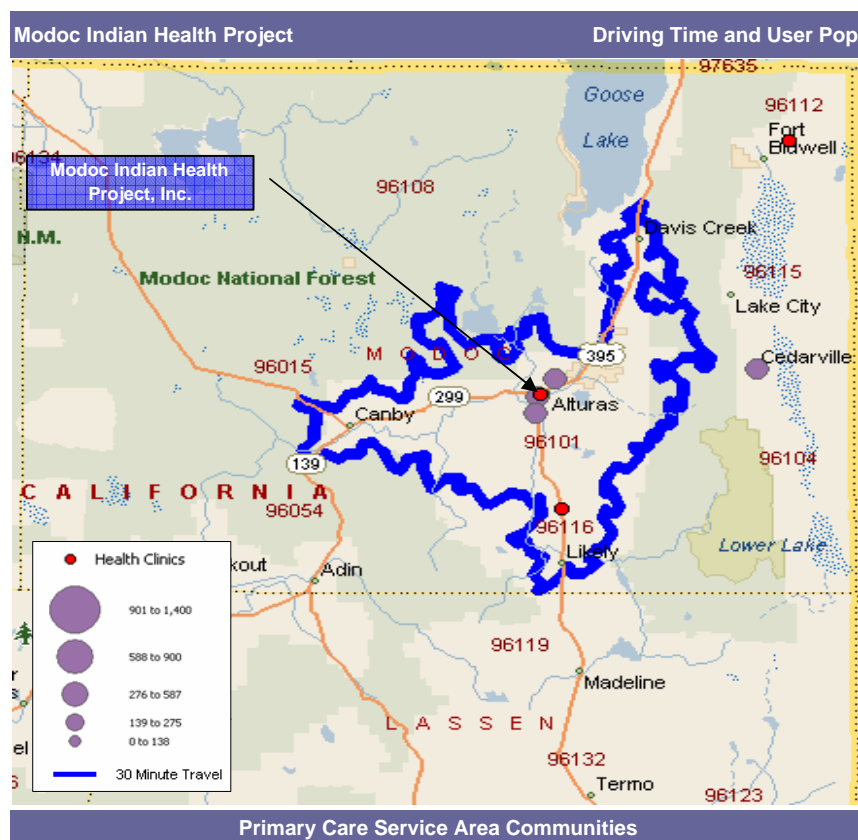 Modoc Indian Health Project
Driving Time and User Pop
97635
Goose
Lake
96112
Fort
Bidwell
Modoc Indian Health
Project, Inc.
96108
N.M.
Davis Creek
Modoc National Forest
96115
Lake City
M O D O C
395
Cedarville
96015
299
Alturas
Canby
96101
139
96104
C A L I F O R N I A
96054
96116
Lower Lake
Likely
Health Clinics
kout
Adin
901 to 1,400
588 to 900
96119
276 to 587
Madeline
139 to 275
L A S S E N
0 to 138
el
96132
30 Minute Travel
Termo
96123
Primary Care Service Area Communities